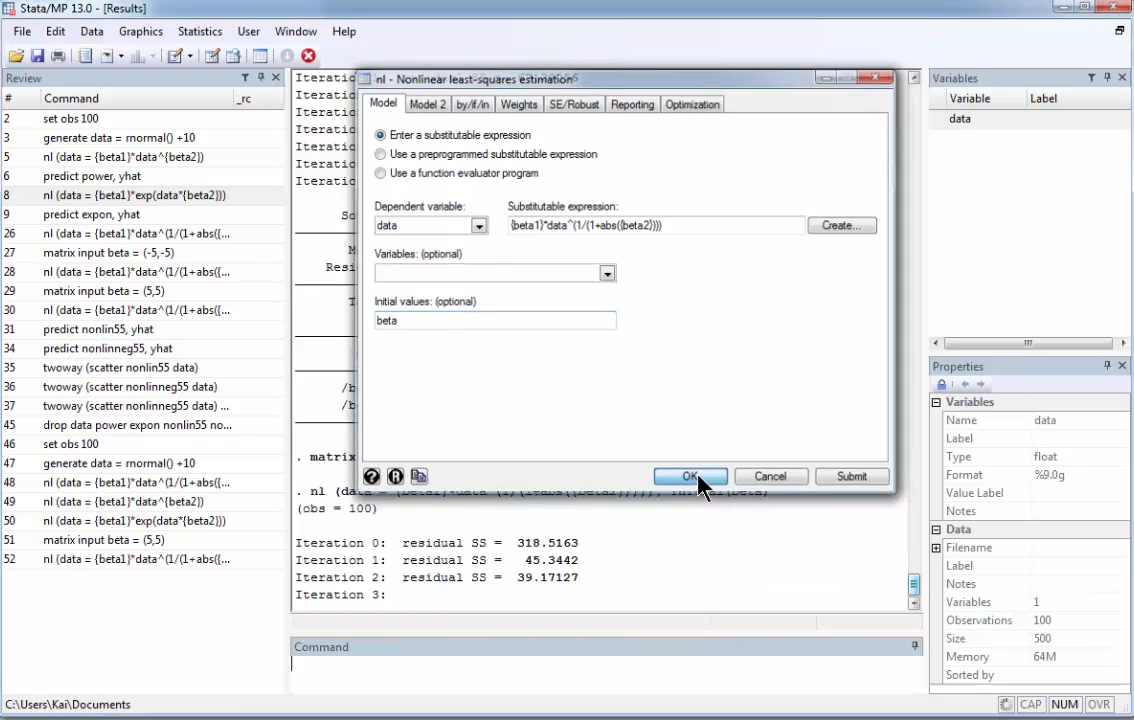 Stata/MP 13.0 - [Results]
File Edit Data Graphics Statistics User Window Help
Review
# Command _rc
2 set obs 100
3 generate data = rnormal() +10
5 nl (data = {beta1}*data^{beta2})
6 predict power, yhat
8 nl (data = {beta1}*exp(data*{beta2}))
9 predict expon, yhat
26 nl (data = {beta1}*data^(1/(1+abs({...
27 matrix input beta = (-5,-5)
28 nl (data = {beta1}*data^(1/(1+abs({...
29 matrix input beta = (5,5)
30 nl (data = {beta1}*data^(1/(1+abs({...
31 predict nonlin55, yhat
34 predict nonlinneg55, yhat
35 twoway (scatter nonlin55 data)
36 twoway (scatter nonlinneg55 data)
37 twoway (scatter nonlinneg55 data) ...
45 drop data power expon nonlin55 no...
46 set obs 100
47 generate data = rnormal() +10
48 nl (data = {beta1}*data^(1/(1+abs({...
49 nl (data = {beta1}*data^{beta2})
50 nl (data = {beta1}*exp(data*{beta2}))
51 matrix input beta = (5,5)
52 nl (data = {beta1}*data^(1/(1+abs({...
nl - Nonlinear least-squares estimation
Model Model 2 by/if/in Weights SE/Robust Reporting Optimization
Enter a substitutable expression
Use a preprogrammed substitutable expression
Use a function evaluator program
Dependent variable: Substitutable expression:
data {beta1}*data^(1/(1+abs({beta2}))) Create...
Variables: (optional)
Initial values: (optional)
beta
OK Cancel Submit
. matrix
(obs = 100)
Iteration 0: residual SS = 318.5163
Iteration 1: residual SS = 45.3442
Iteration 2: residual SS = 39.17127
Iteration 3:
Command
Variables
Variable Label
data
Properties
Variables
Name data
Label
Type float
Format %9.0g
Value Label
Notes
Data
Filename
Label
Notes
Variables 1
Observations 100
Size 500
Memory 64M
Sorted by
C:\Users\Kai\Documents
CAP NUM OVR